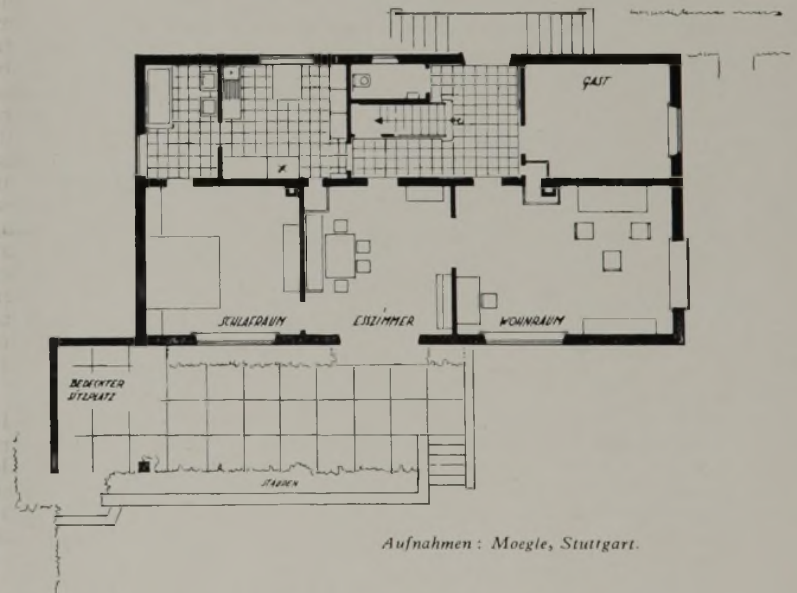 GAST
SCHLAFRAUM
ESSZIMMER
WOHNRAUM
BEDECKTER
SITZPLATZ
STAUDEN
Aufnahmen : Moegle, Stuttgart.